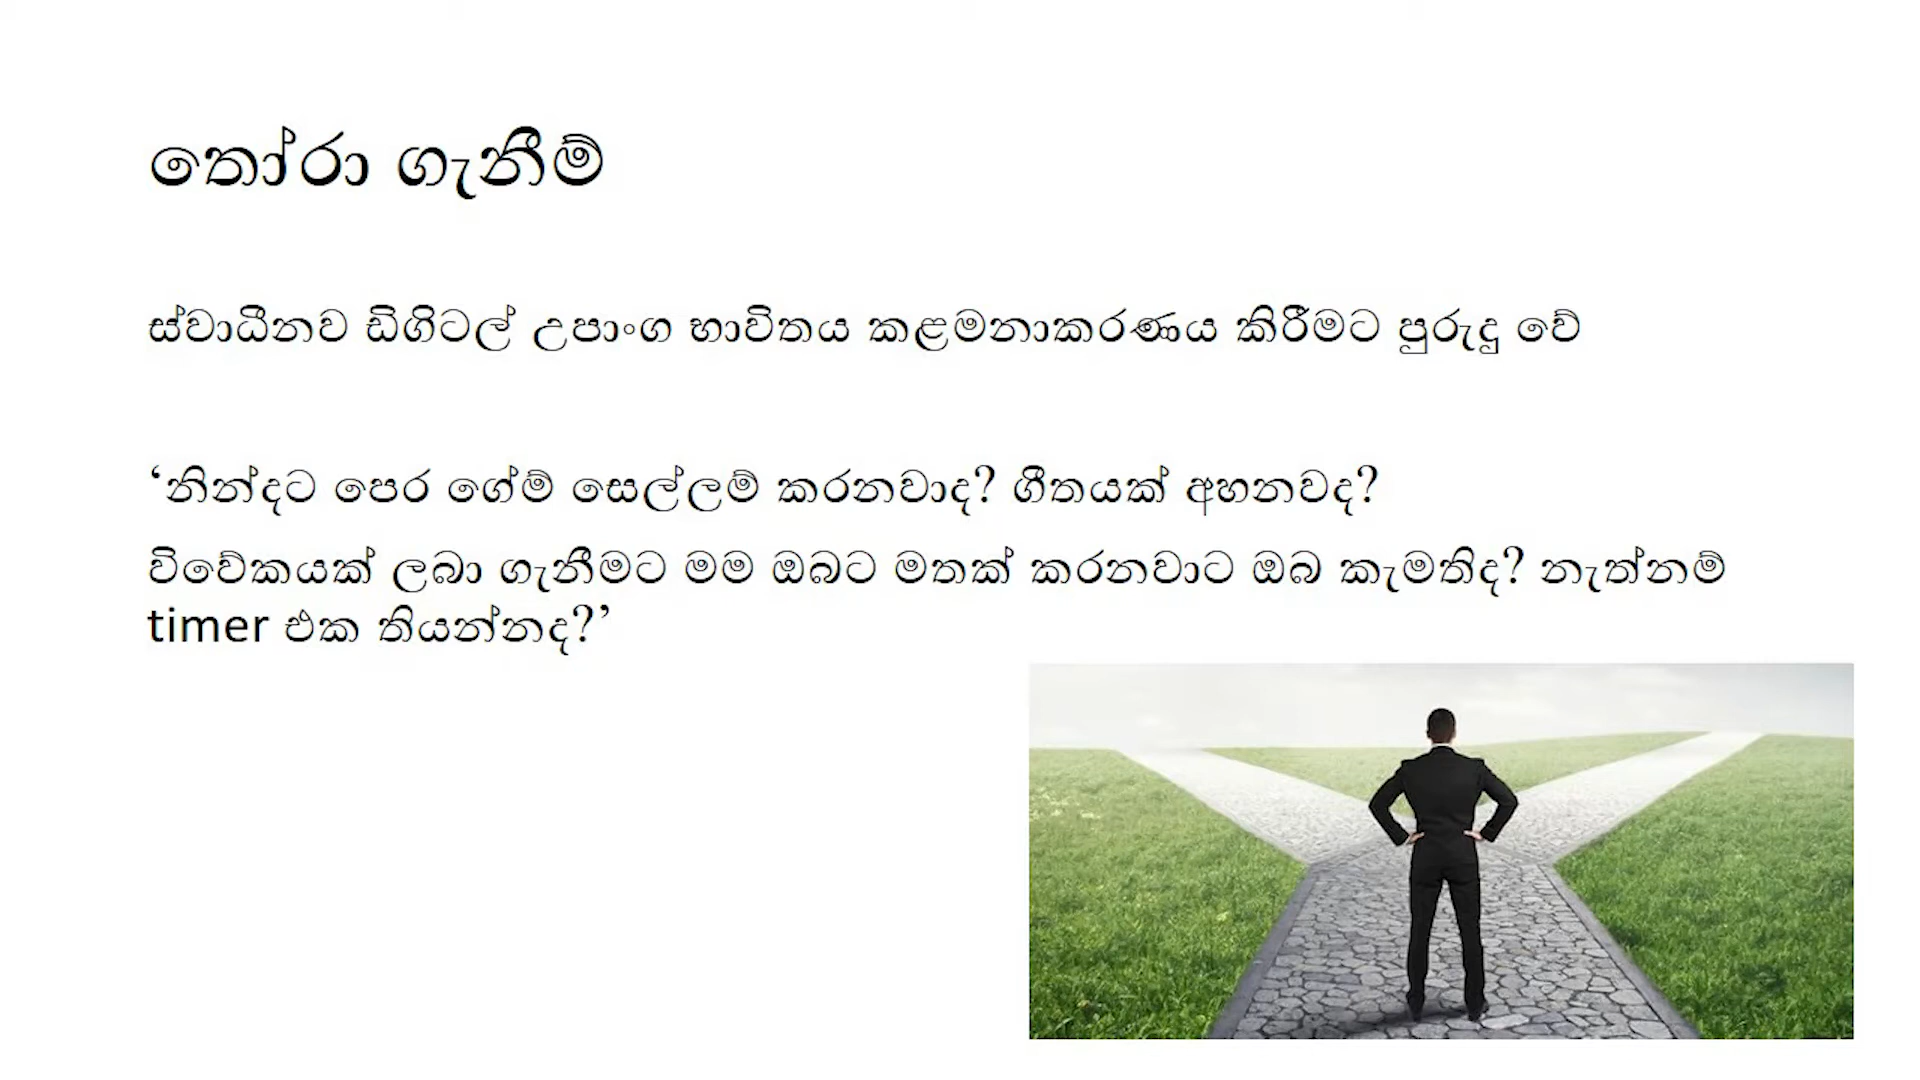 තෝරා ගැනීම්
ස්වාධීනව ඩිගිටල් උපාංග භාවිතය කළමනාකරණය කිරීමට පුරුදු වේ
‘නින්දට පෙර ගේම් සෙල්ලම් කරනවාද? ගීතයක් අහනවද?
විවේකයක් ලබා ගැනීමට මම ඔබට මතක් කරනවාට ඔබ කැමතිද? නැත්නම්
timer එක තියන්නද?’